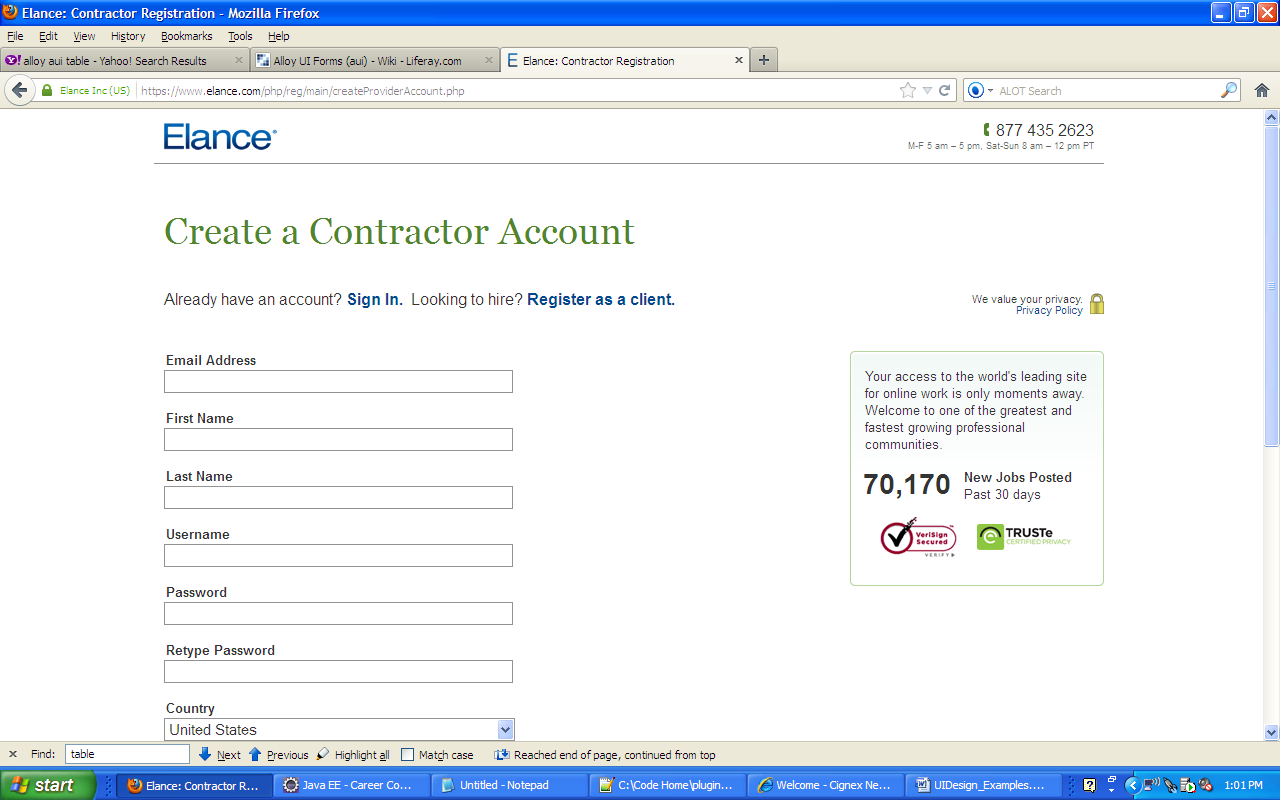 Elance: Contractor Registration - Mozilla Firefox
File Edit View History Bookmarks Tools Help
alloy aui table - Yahoo! Search Results
Alloy UI Forms (aui) - Wiki - Liferay.com
Elance: Contractor Registration
Elance Inc (US)
https://www.elance.com/php/reg/main/createProviderAccount.php
ALOT Search
Elance
877 435 2623
M-F 5 am – 5 pm, Sat-Sun 8 am – 12 pm PT
Create a Contractor Account
Already have an account? Sign In. Looking to hire? Register as a client.
We value your privacy.
Privacy Policy
Email Address
First Name
Last Name
Username
Password
Retype Password
Country
United States
Your access to the world's leading site
for online work is only moments away.
Welcome to one of the greatest and
fastest growing professional
communities.
70,170
New Jobs Posted
Past 30 days
VeriSign
Secured
VERIFY
TRUSTe
CERTIFIED PRIVACY
Find: table Next Previous Highlight all Match case Reached end of page, continued from top
start
Elance: Contractor R...
Java EE - Career Co...
Untitled - Notepad
C:\Code Home\plugin...
Welcome - Cignex Ne...
UIDesign_Examples....
1:01 PM